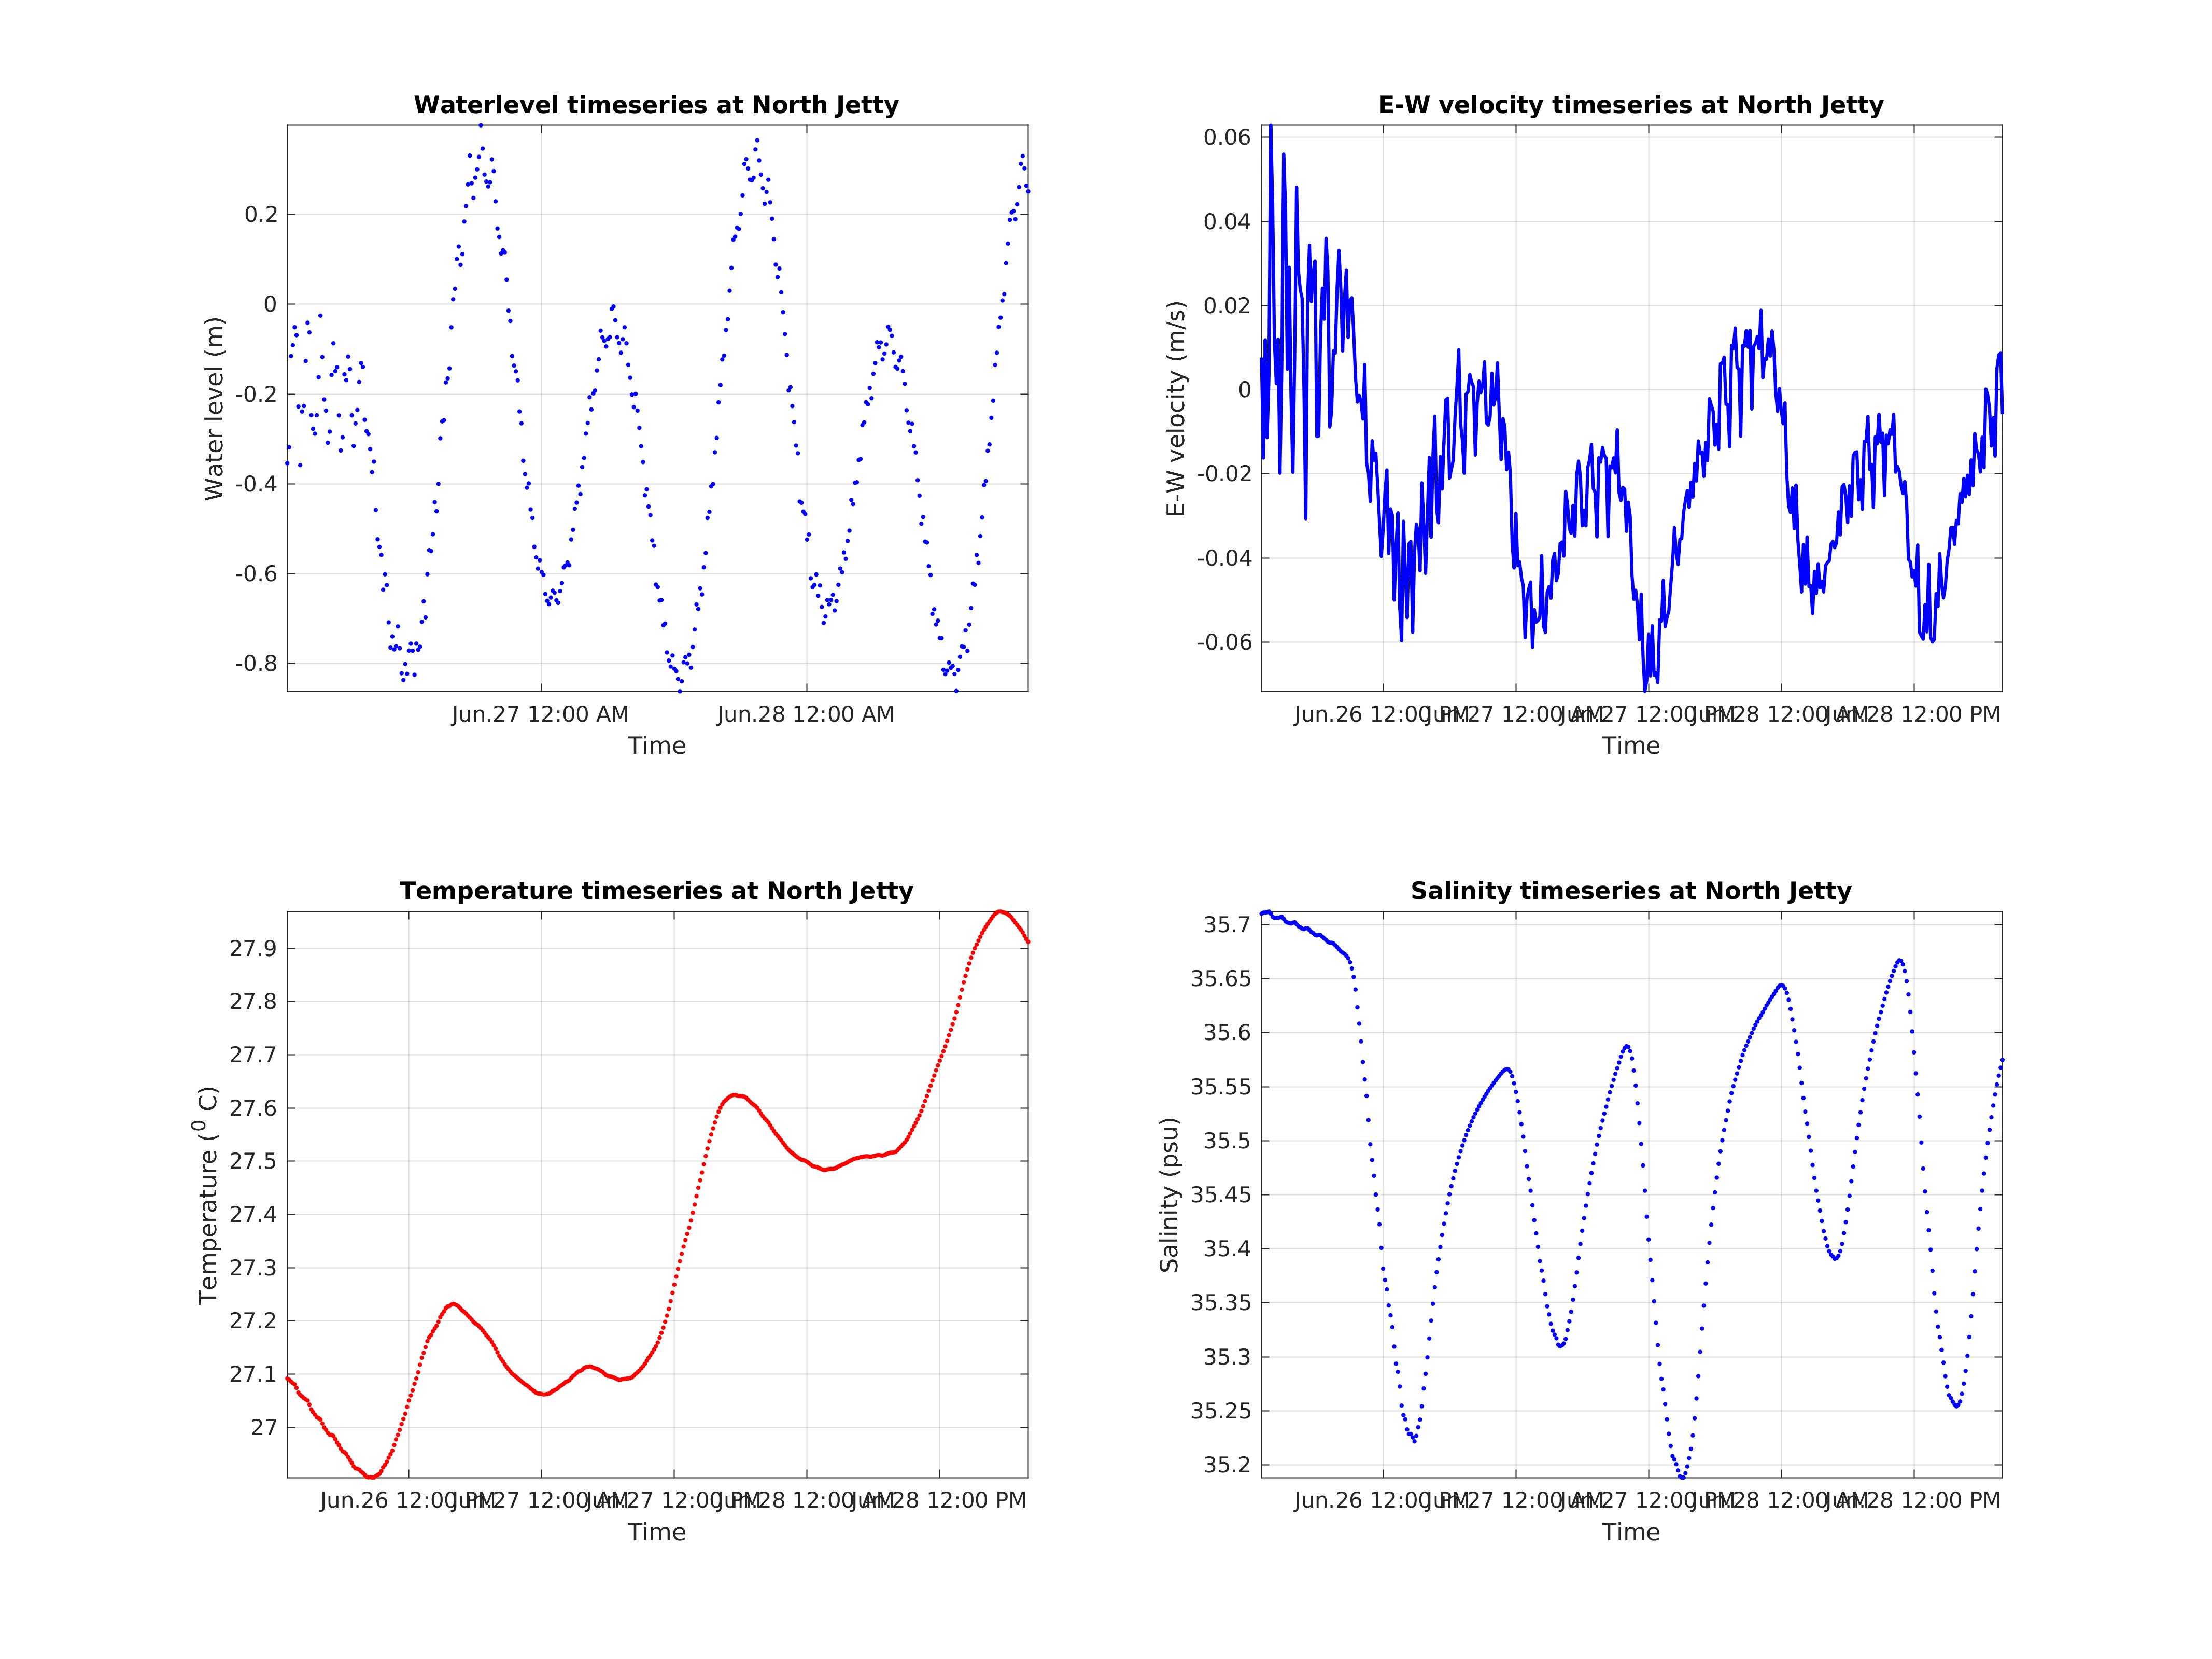 Waterlevel timeseries at North Jetty
0.2
0
-0.2
-0.4
-0.6
-0.8
Water level (m)
Jun.27 12:00 AM
Jun.28 12:00 AM
Time
E-W velocity timeseries at North Jetty
0.06
0.04
0.02
0
-0.02
-0.04
-0.06
E-W velocity (m/s)
Jun.26 12:00 PM
Jun.27 12:00 AM
Jun.27 12:00 PM
Jun.28 12:00 AM
Jun.28 12:00 PM
Time
Temperature timeseries at North Jetty
27.9
27.8
27.7
27.6
27.5
27.4
27.3
27.2
27.1
27
Temperature (⁰ C)
Jun.26 12:00 PM
Jun.27 12:00 AM
Jun.27 12:00 PM
Jun.28 12:00 AM
Jun.28 12:00 PM
Time
Salinity timeseries at North Jetty
35.7
35.65
35.6
35.55
35.5
35.45
35.4
35.35
35.3
35.25
35.2
Salinity (psu)
Jun.26 12:00 PM
Jun.27 12:00 AM
Jun.27 12:00 PM
Jun.28 12:00 AM
Jun.28 12:00 PM
Time